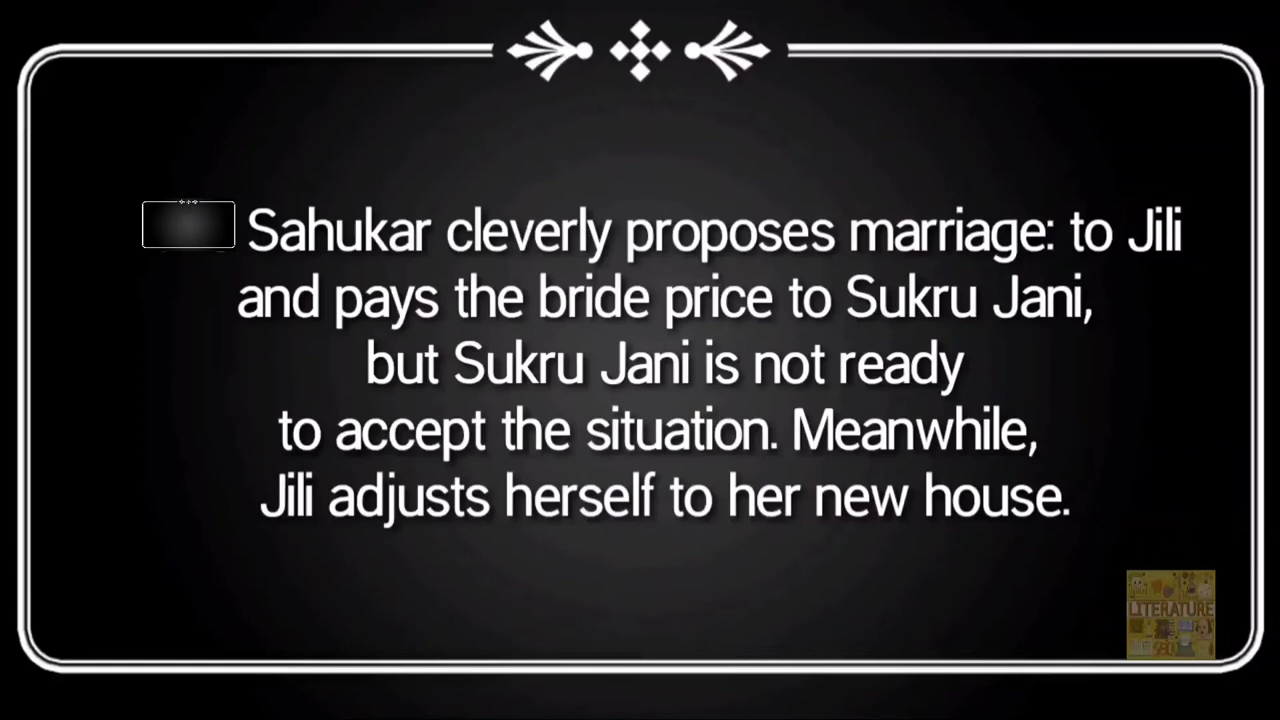 Sahukar cleverly proposes marriage: to Jili
and pays the bride price to Sukru Jani,
but Sukru Jani is not ready
to accept the situation. Meanwhile,
Jili adjusts herself to her new house.
LITERATURE